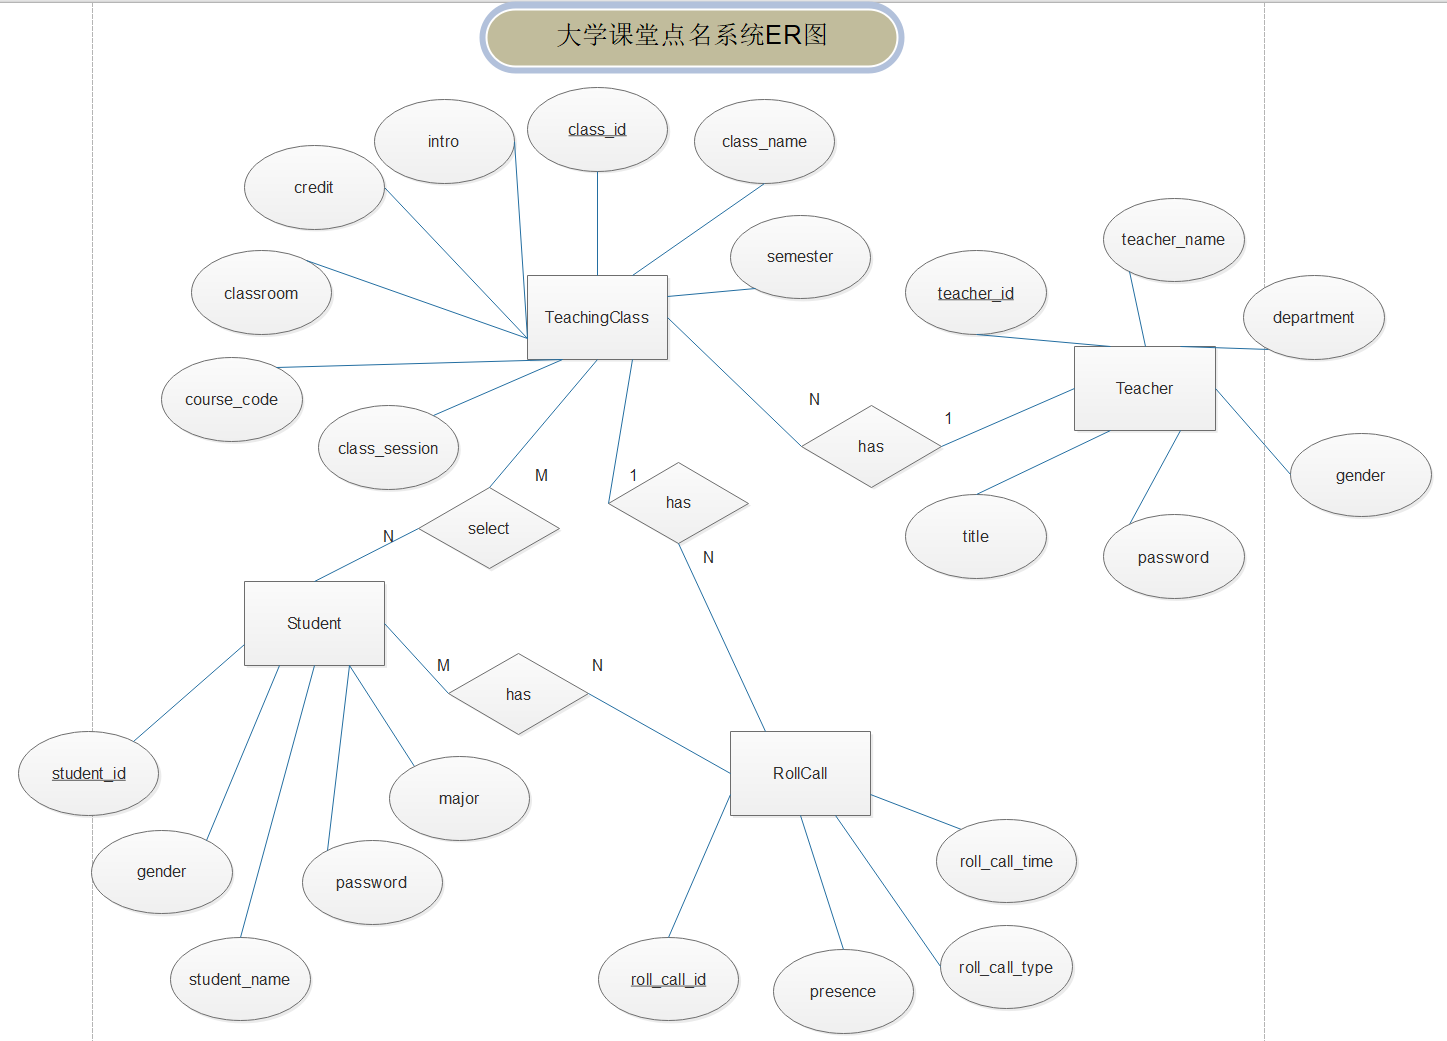 大学课堂点名系统ER图
class_id
intro
class_name
credit
teacher_name
semester
classroom
teacher_id
TeachingClass
department
Teacher
course_code
N
1
class_session
has
gender
M
1
has
select
N
title
N
password
Student
M
N
has
student_id
RollCall
major
roll_call_time
gender
password
roll_call_type
student_name
roll_call_id
presence